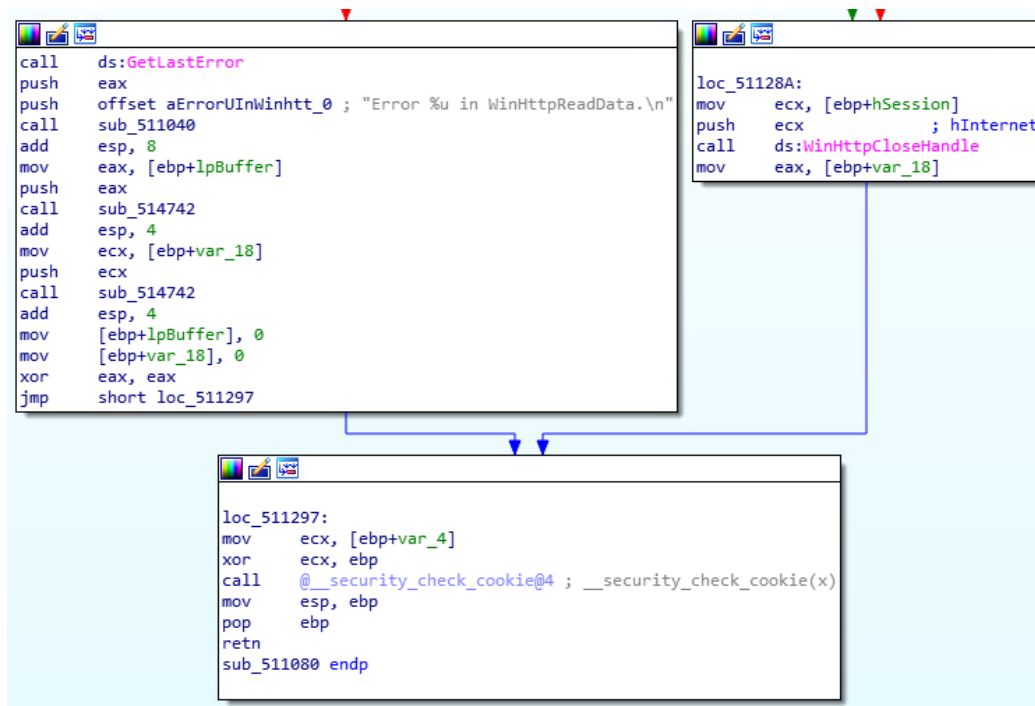 call    ds:GetLastError
push    eax
push    offset aErrorUInWinhtt_0 ; "Error %u in WinHttpReadData.\n"
call    sub_511040
add     esp, 8
mov     eax, [ebp+lpBuffer]
push    eax
call    sub_514742
add     esp, 4
mov     ecx, [ebp+var_18]
push    ecx
call    sub_514742
add     esp, 4
mov     [ebp+lpBuffer], 0
mov     [ebp+var_18], 0
xor     eax, eax
jmp     short loc_511297
loc_51128A:
mov     ecx, [ebp+hSession]
push    ecx             ; hInternet
call    ds:WinHttpCloseHandle
mov     eax, [ebp+var_18]
loc_511297:
mov     ecx, [ebp+var_4]
xor     ecx, ebp
call    @__security_check_cookie@4 ; __security_check_cookie(x)
mov     esp, ebp
pop     ebp
retn
sub_511080 endp